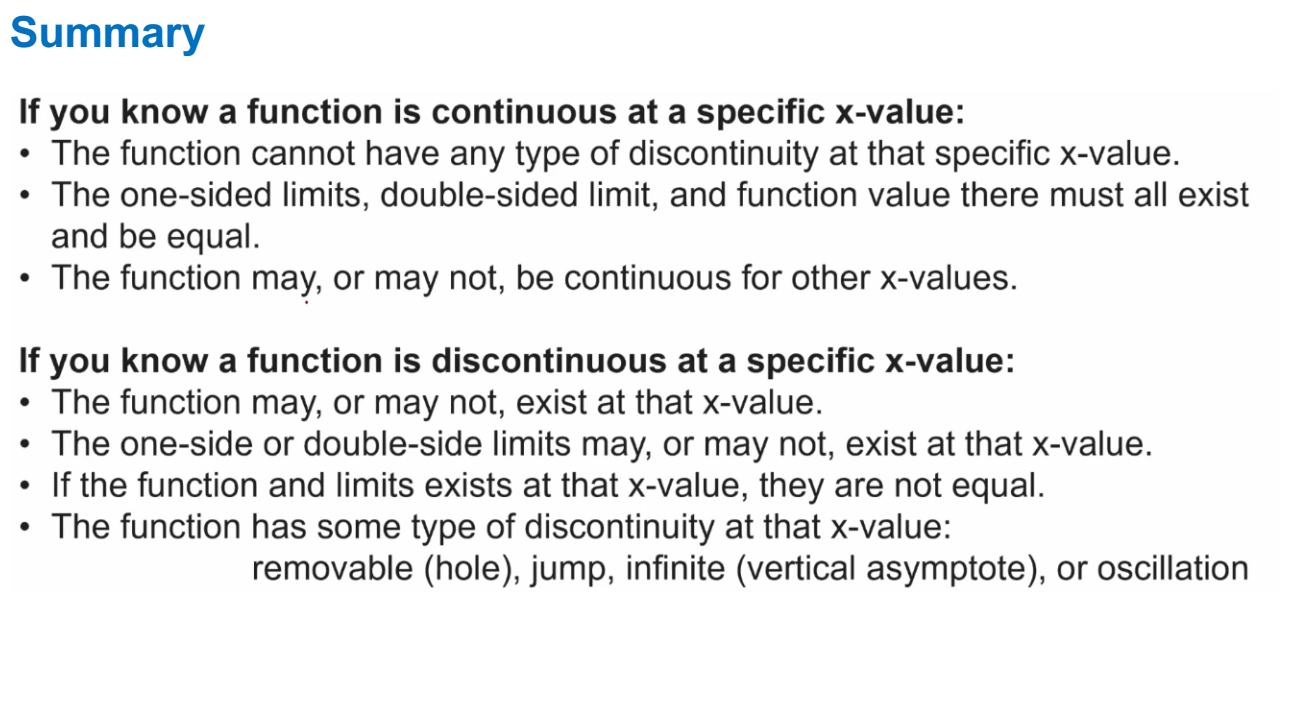 Summary
If you know a function is continuous at a specific x-value:
• The function cannot have any type of discontinuity at that specific x-value.
• The one-sided limits, double-sided limit, and function value there must all exist
and be equal.
• The function may, or may not, be continuous for other x-values.
If you know a function is discontinuous at a specific x-value:
• The function may, or may not, exist at that x-value.
• The one-side or double-side limits may, or may not, exist at that x-value.
• If the function and limits exists at that x-value, they are not equal.
• The function has some type of discontinuity at that x-value:
removable (hole), jump, infinite (vertical asymptote), or oscillation